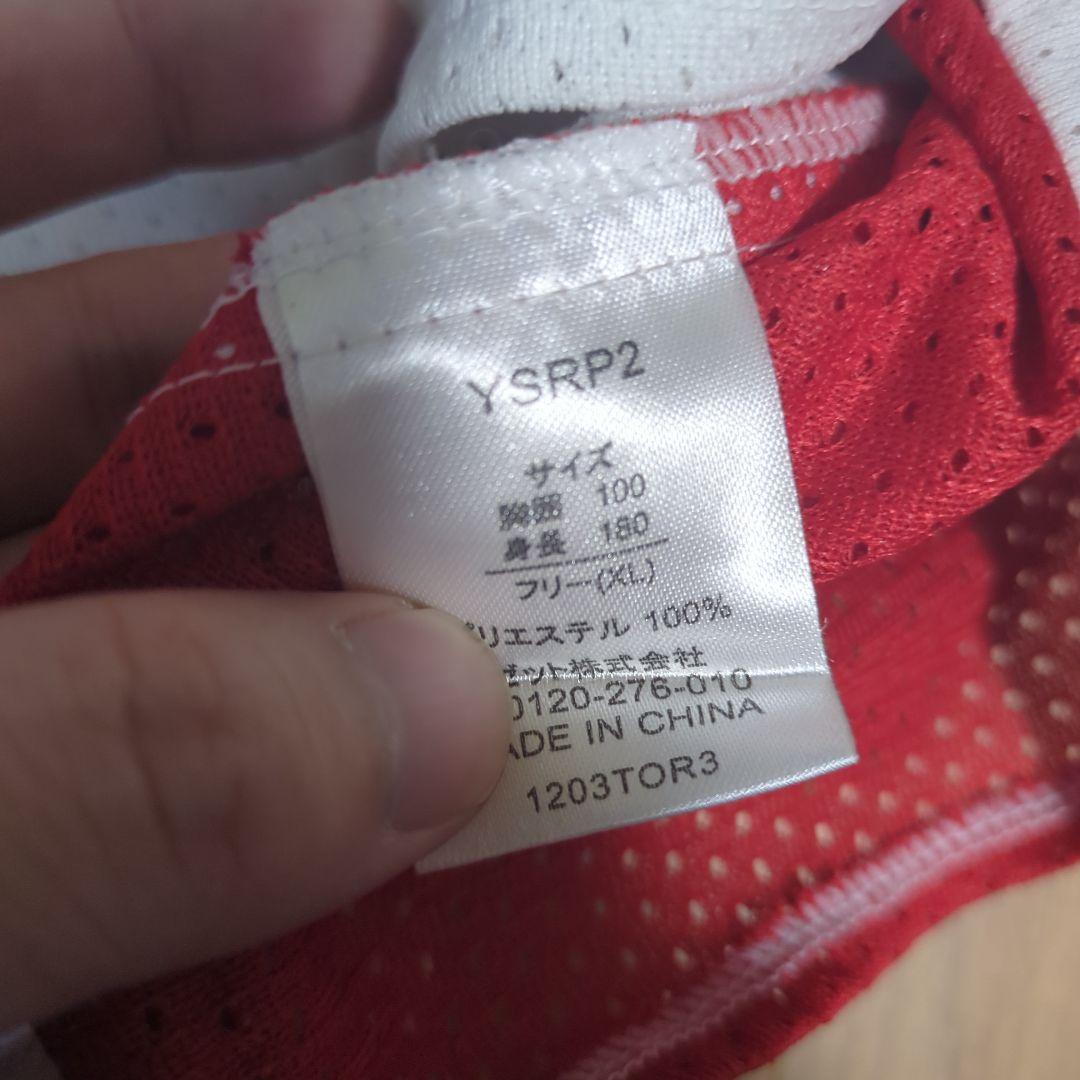 YSRP2
サイズ
胸囲 100
身長 180
フリー(XL)
リエステル 100%
ゼット株式会社
0120-276-010
ADE IN CHINA
1203TOR3